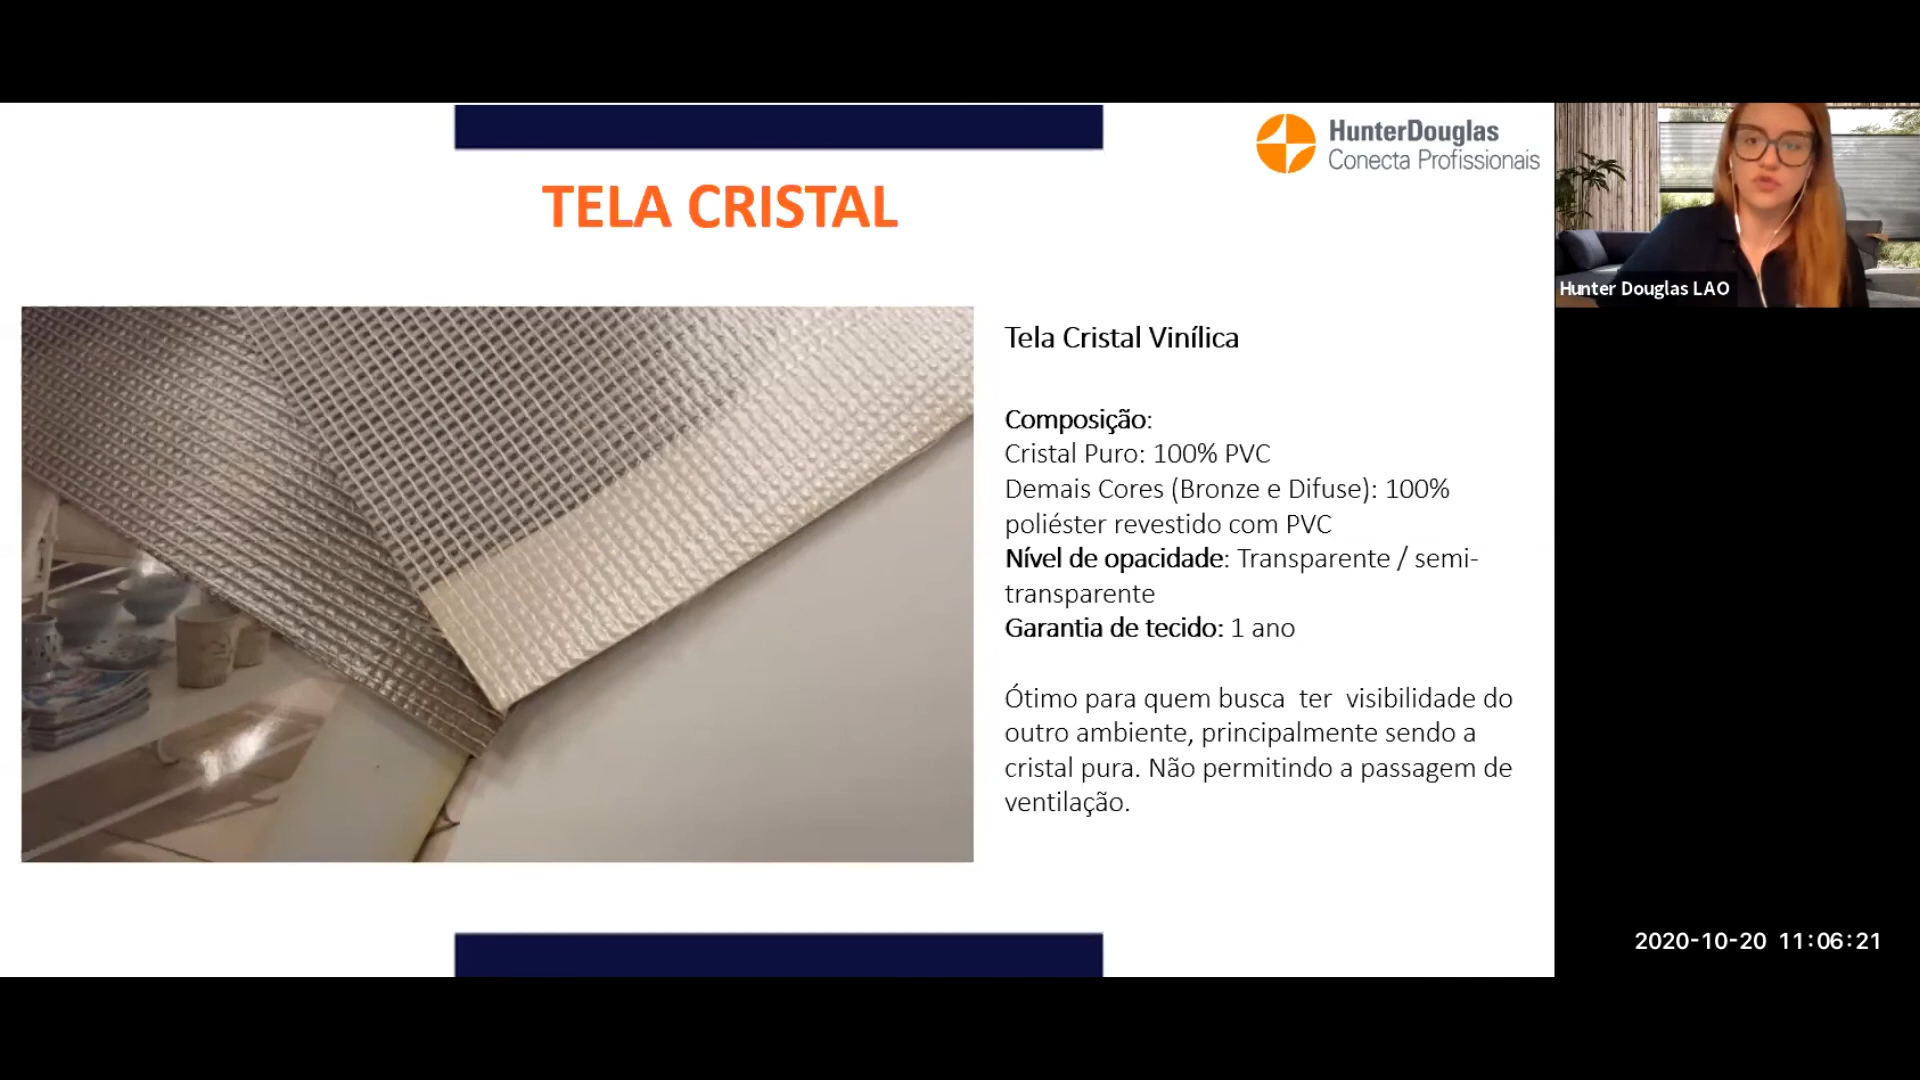 HunterDouglas
Conecta Profissionais
TELA CRISTAL
Hunter Douglas LAO
Tela Cristal Vinílica
Composição:
Cristal Puro: 100% PVC
Demais Cores (Bronze e Difuse): 100%
poliéster revestido com PVC
Nível de opacidade: Transparente / semi-
transparente
Garantia de tecido: 1 ano
Ótimo para quem busca  ter  visibilidade do
outro ambiente, principalmente sendo a
cristal pura. Não permitindo a passagem de
ventilação.
2020-10-20 11:06:21